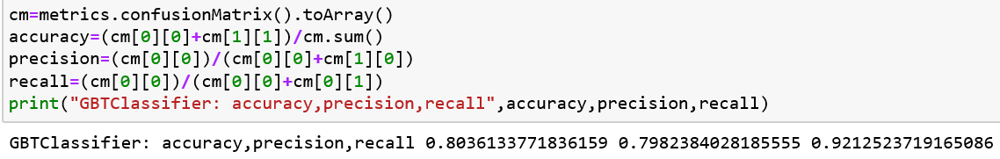 cm=metrics.confusionMatrix().toArray()
accuracy=(cm[0][0]+cm[1][1])/cm.sum()
precision=(cm[0][0])/(cm[0][0]+cm[1][0])
recall=(cm[0][0])/(cm[0][0]+cm[0][1])
print("GBTClassifier: accuracy,precision,recall",accuracy,precision,recall)
GBTClassifier: accuracy,precision,recall 0.8036133771836159 0.7982384028185555 0.9212523719165086